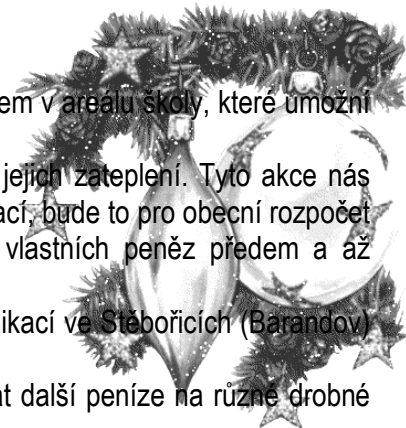 em v areálu školy, které umožní
jejich zateplení. Tyto akce nás
ací, bude to pro obecní rozpočet
vlastních peněz předem a až
nikací ve Stěbořicích (Barandov)
at další peníze na různé drobné